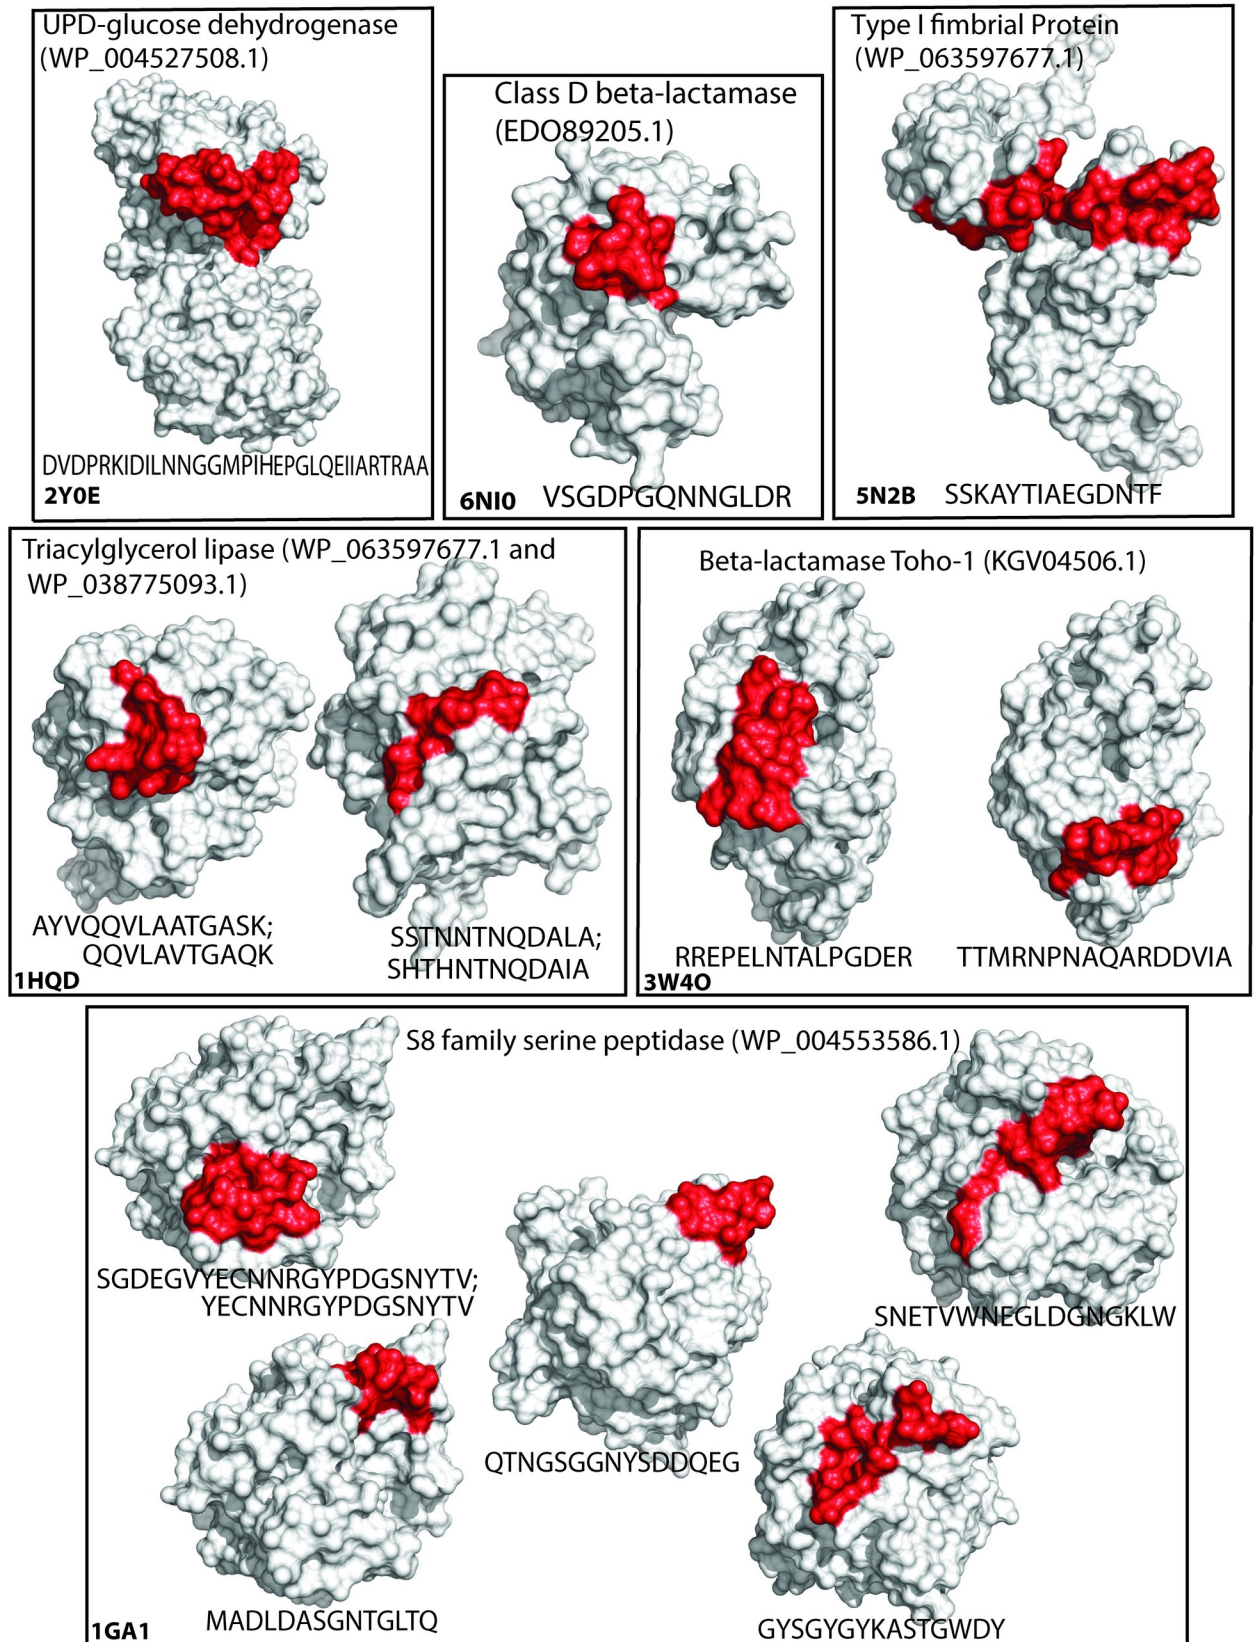 UPD-glucose dehydrogenase
(WP_004527508.1)
DVDPRKIDILNNGGMPIHEPGLQEIIARTRAA
2Y0E
Class D beta-lactamase
(EDO89205.1)
6NI0 VSGDPGQNNGLDR
Type I fimbrial Protein
(WP_063597677.1)
5N2B SSKAYTIAEGDNTF
Triacylglycerol lipase (WP_063597677.1 and
WP_038775093.1)
AYVQQVLAATGASK;
QQVLAVTGAQK
SSTNNTNQDALA;
SHTHNTNQDAIA
1HQD
Beta-lactamase Toho-1 (KGV04506.1)
RREPELNTALPGDER
TTMRNPNAQARDDVIA
3W4O
S8 family serine peptidase (WP_004553586.1)
SGDEGVYECNNRGYPDGSNYTV;
YECNNRGYPDGSNYTV
SNETVWNEGLDGNGKLW
QTNGSGGNYSDDQEG
MADLDASGNTGLTQ
GYSGYGYKASTGWDY
1GA1